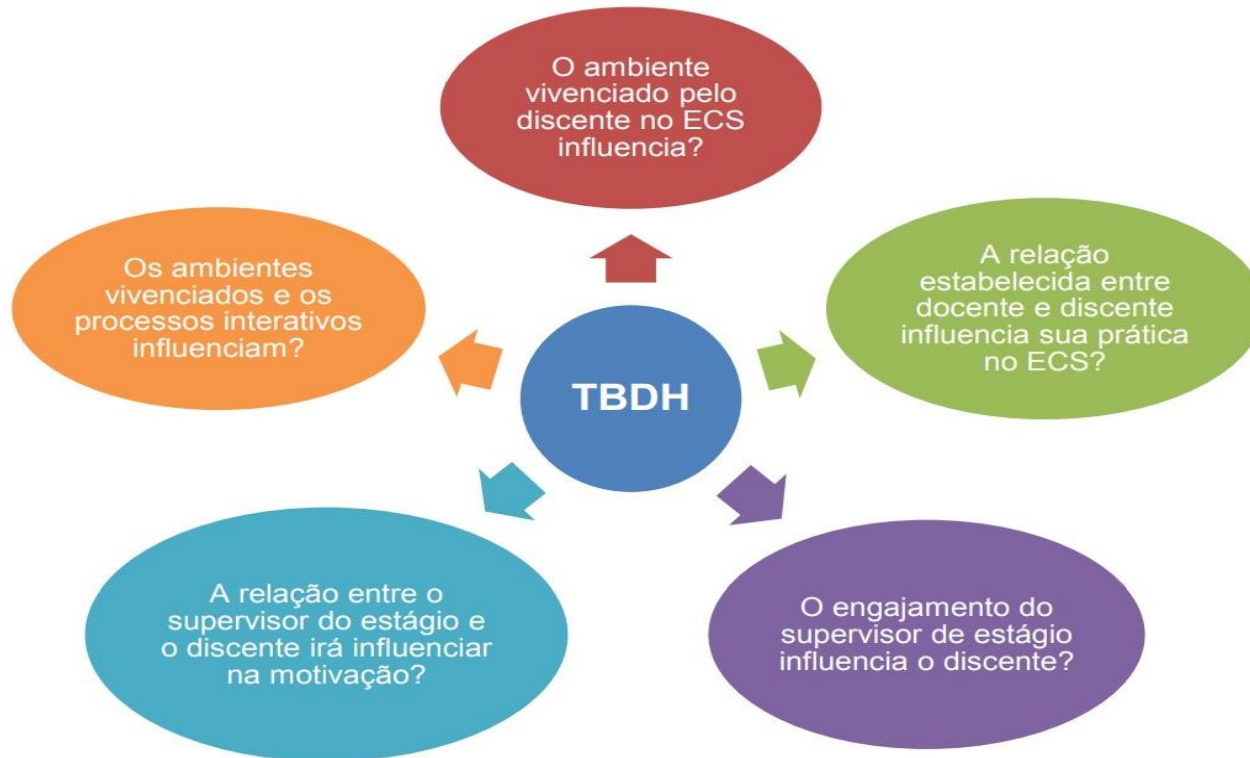 O ambiente
vivenciado pelo
discente no ECS
influencia?
A relação
estabelecida entre
docente e discente
influencia sua prática
no ECS?
O engajamento do
supervisor de estágio
influencia o discente?
A relação entre o
supervisor do estágio e
o discente irá influenciar
na motivação?
Os ambientes
vivenciados e os
processos interativos
influenciam?
TBDH